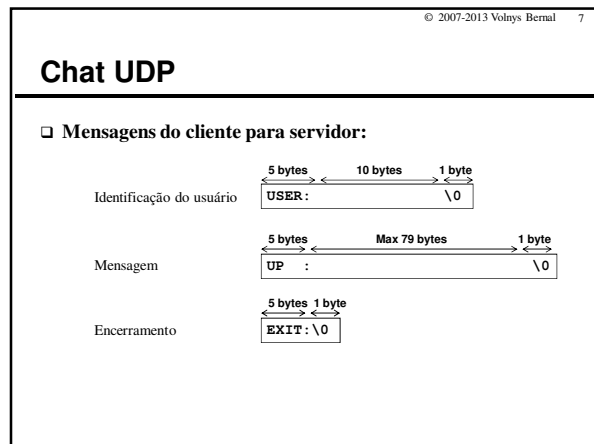 © 2007-2013 Volnys Bernal 7
Chat UDP
❑ Mensagens do cliente para servidor:
5 bytes 10 bytes 1 byte
Identificação do usuário USER: \0
5 bytes Max 79 bytes 1 byte
Mensagem UP : \0
5 bytes 1 byte
Encerramento EXIT:\0